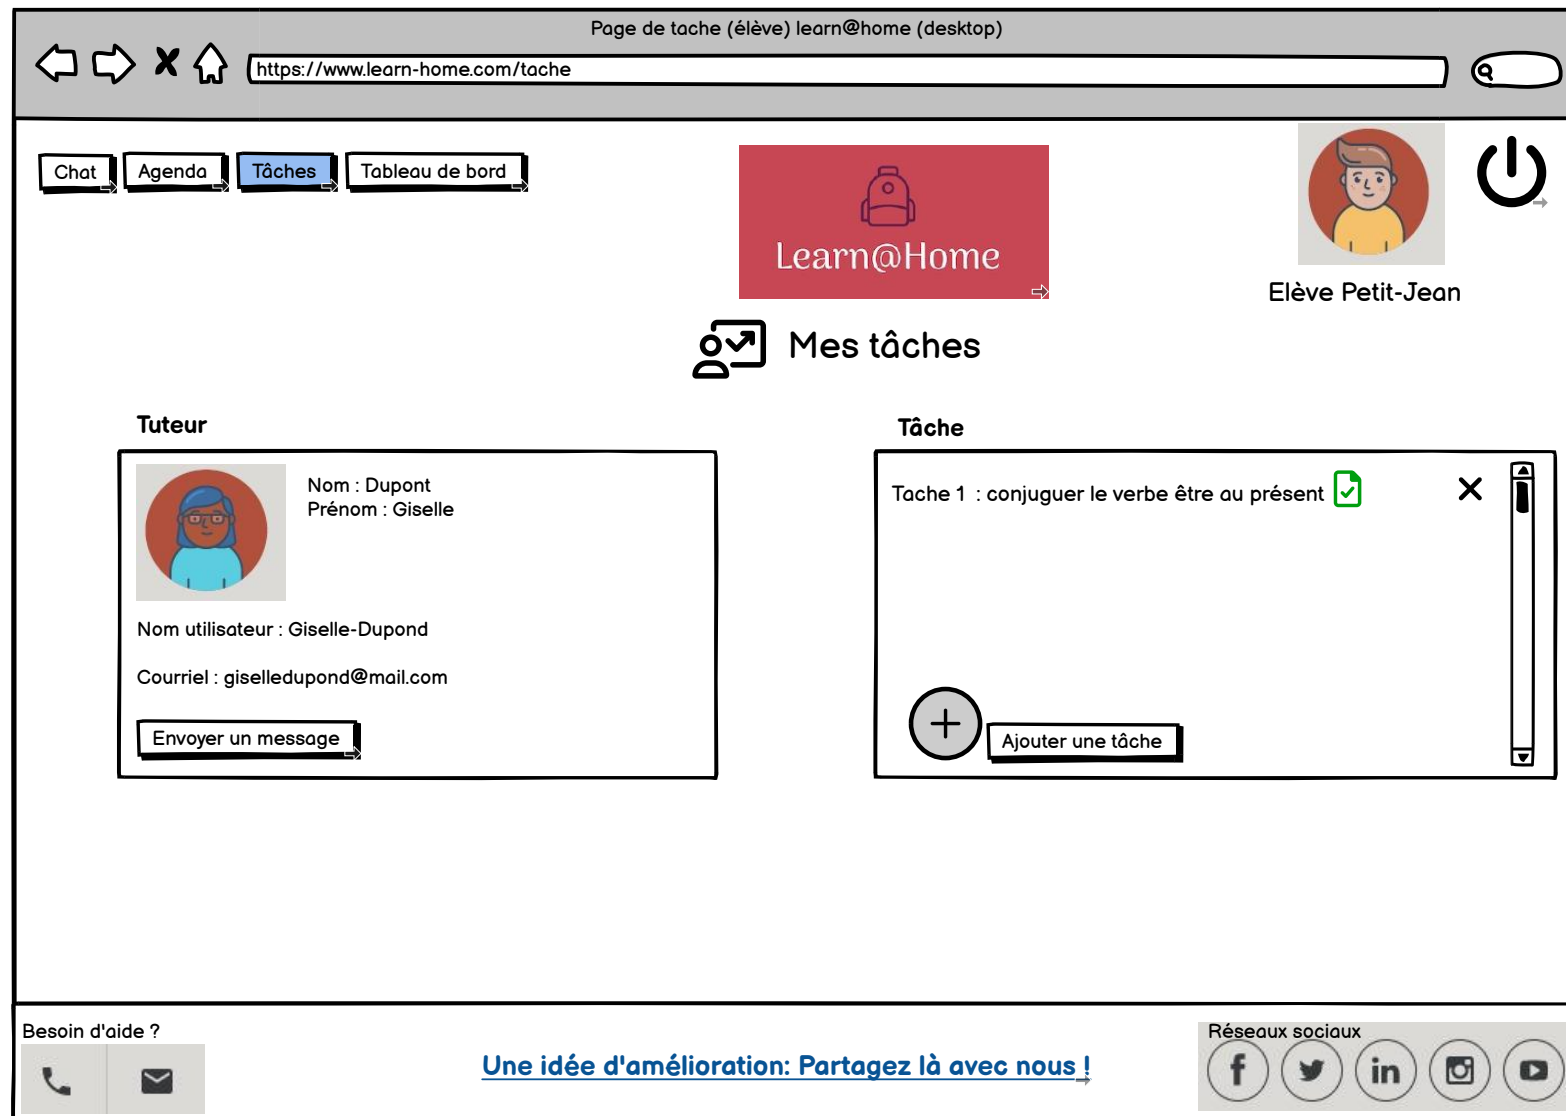 Page de tache (élève) learn@home (desktop)
https://www.learn-home.com/tache
Chat
Agenda
Tâches
Tableau de bord
Learn@Home
Elève Petit-Jean
Mes tâches
Tuteur
Nom : Dupont
Prénom : Giselle
Nom utilisateur : Giselle-Dupond
Courriel : giselledupond@mail.com
Envoyer un message
Tâche
Tache 1 : conjuguer le verbe être au présent
Ajouter une tâche
Besoin d'aide ?
Une idée d'amélioration: Partagez là avec nous !
Réseaux sociaux